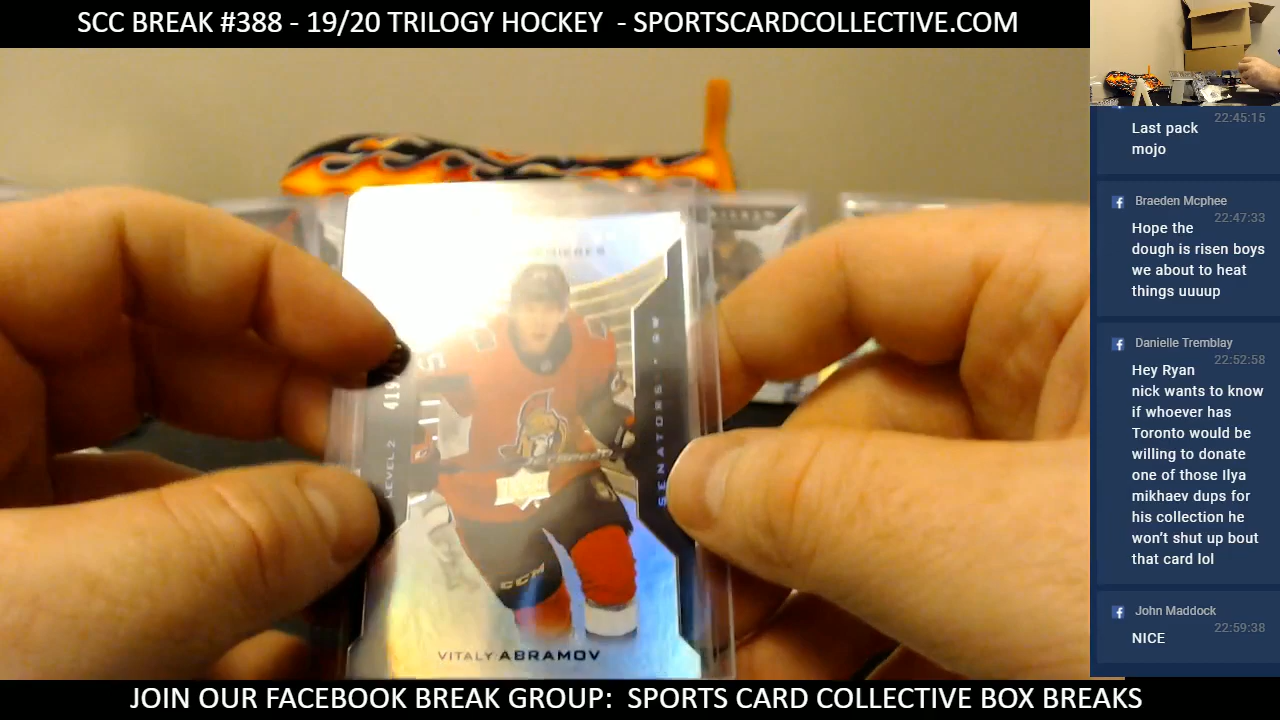 SCC BREAK #388 - 19/20 TRILOGY HOCKEY - SPORTSCARDCOLLECTIVE.COM
22:45:15
Last pack
mojo
Braeden Mcphee
22:47:33
Hope the
dough is risen boys
we about to heat
things uuuup
Danielle Tremblay
22:52:58
Hey Ryan
nick wants to know
if whoever has
Toronto would be
willing to donate
one of those Ilya
mikhaev dups for
his collection he
won't shut up bout
that card lol
John Maddock
22:59:38
NICE
LEVEL 2
419
SENATORS · RW
CCM
VITALY ABRAMOV
JOIN OUR FACEBOOK BREAK GROUP: SPORTS CARD COLLECTIVE BOX BREAKS